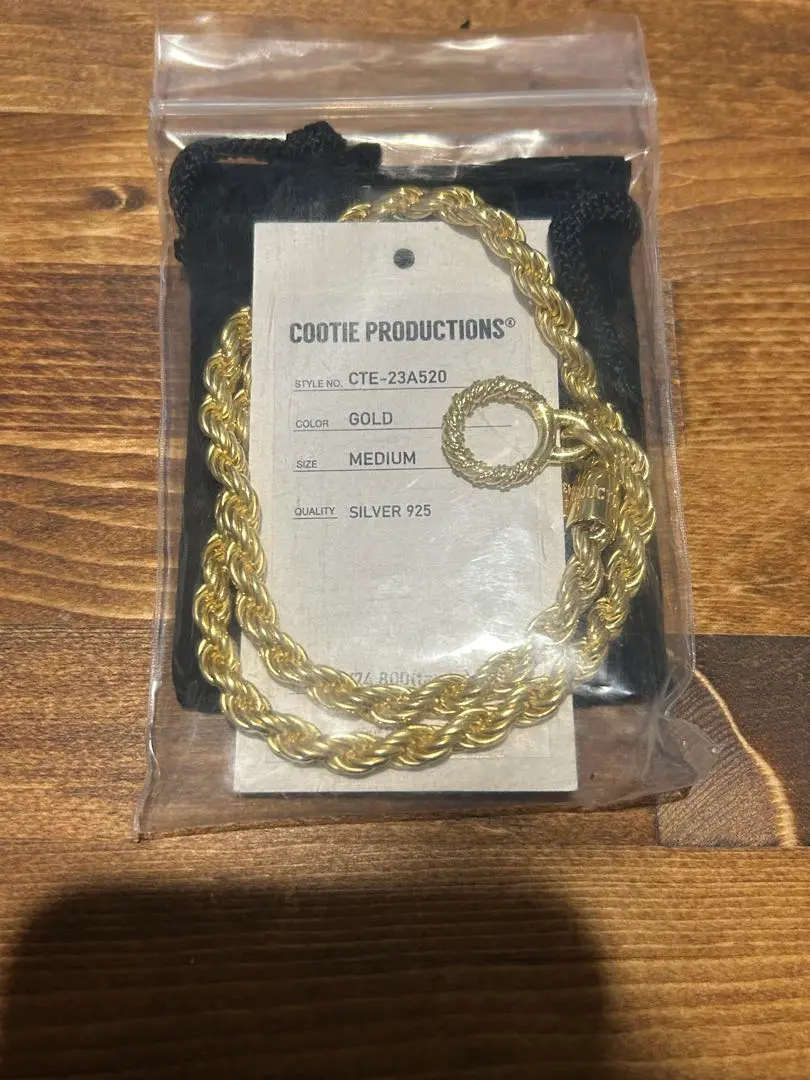 COOTIE PRODUCTIONS®
STYLE NO. CTE-23A520
COLOR GOLD
SIZE MEDIUM
QUALITY SILVER 925